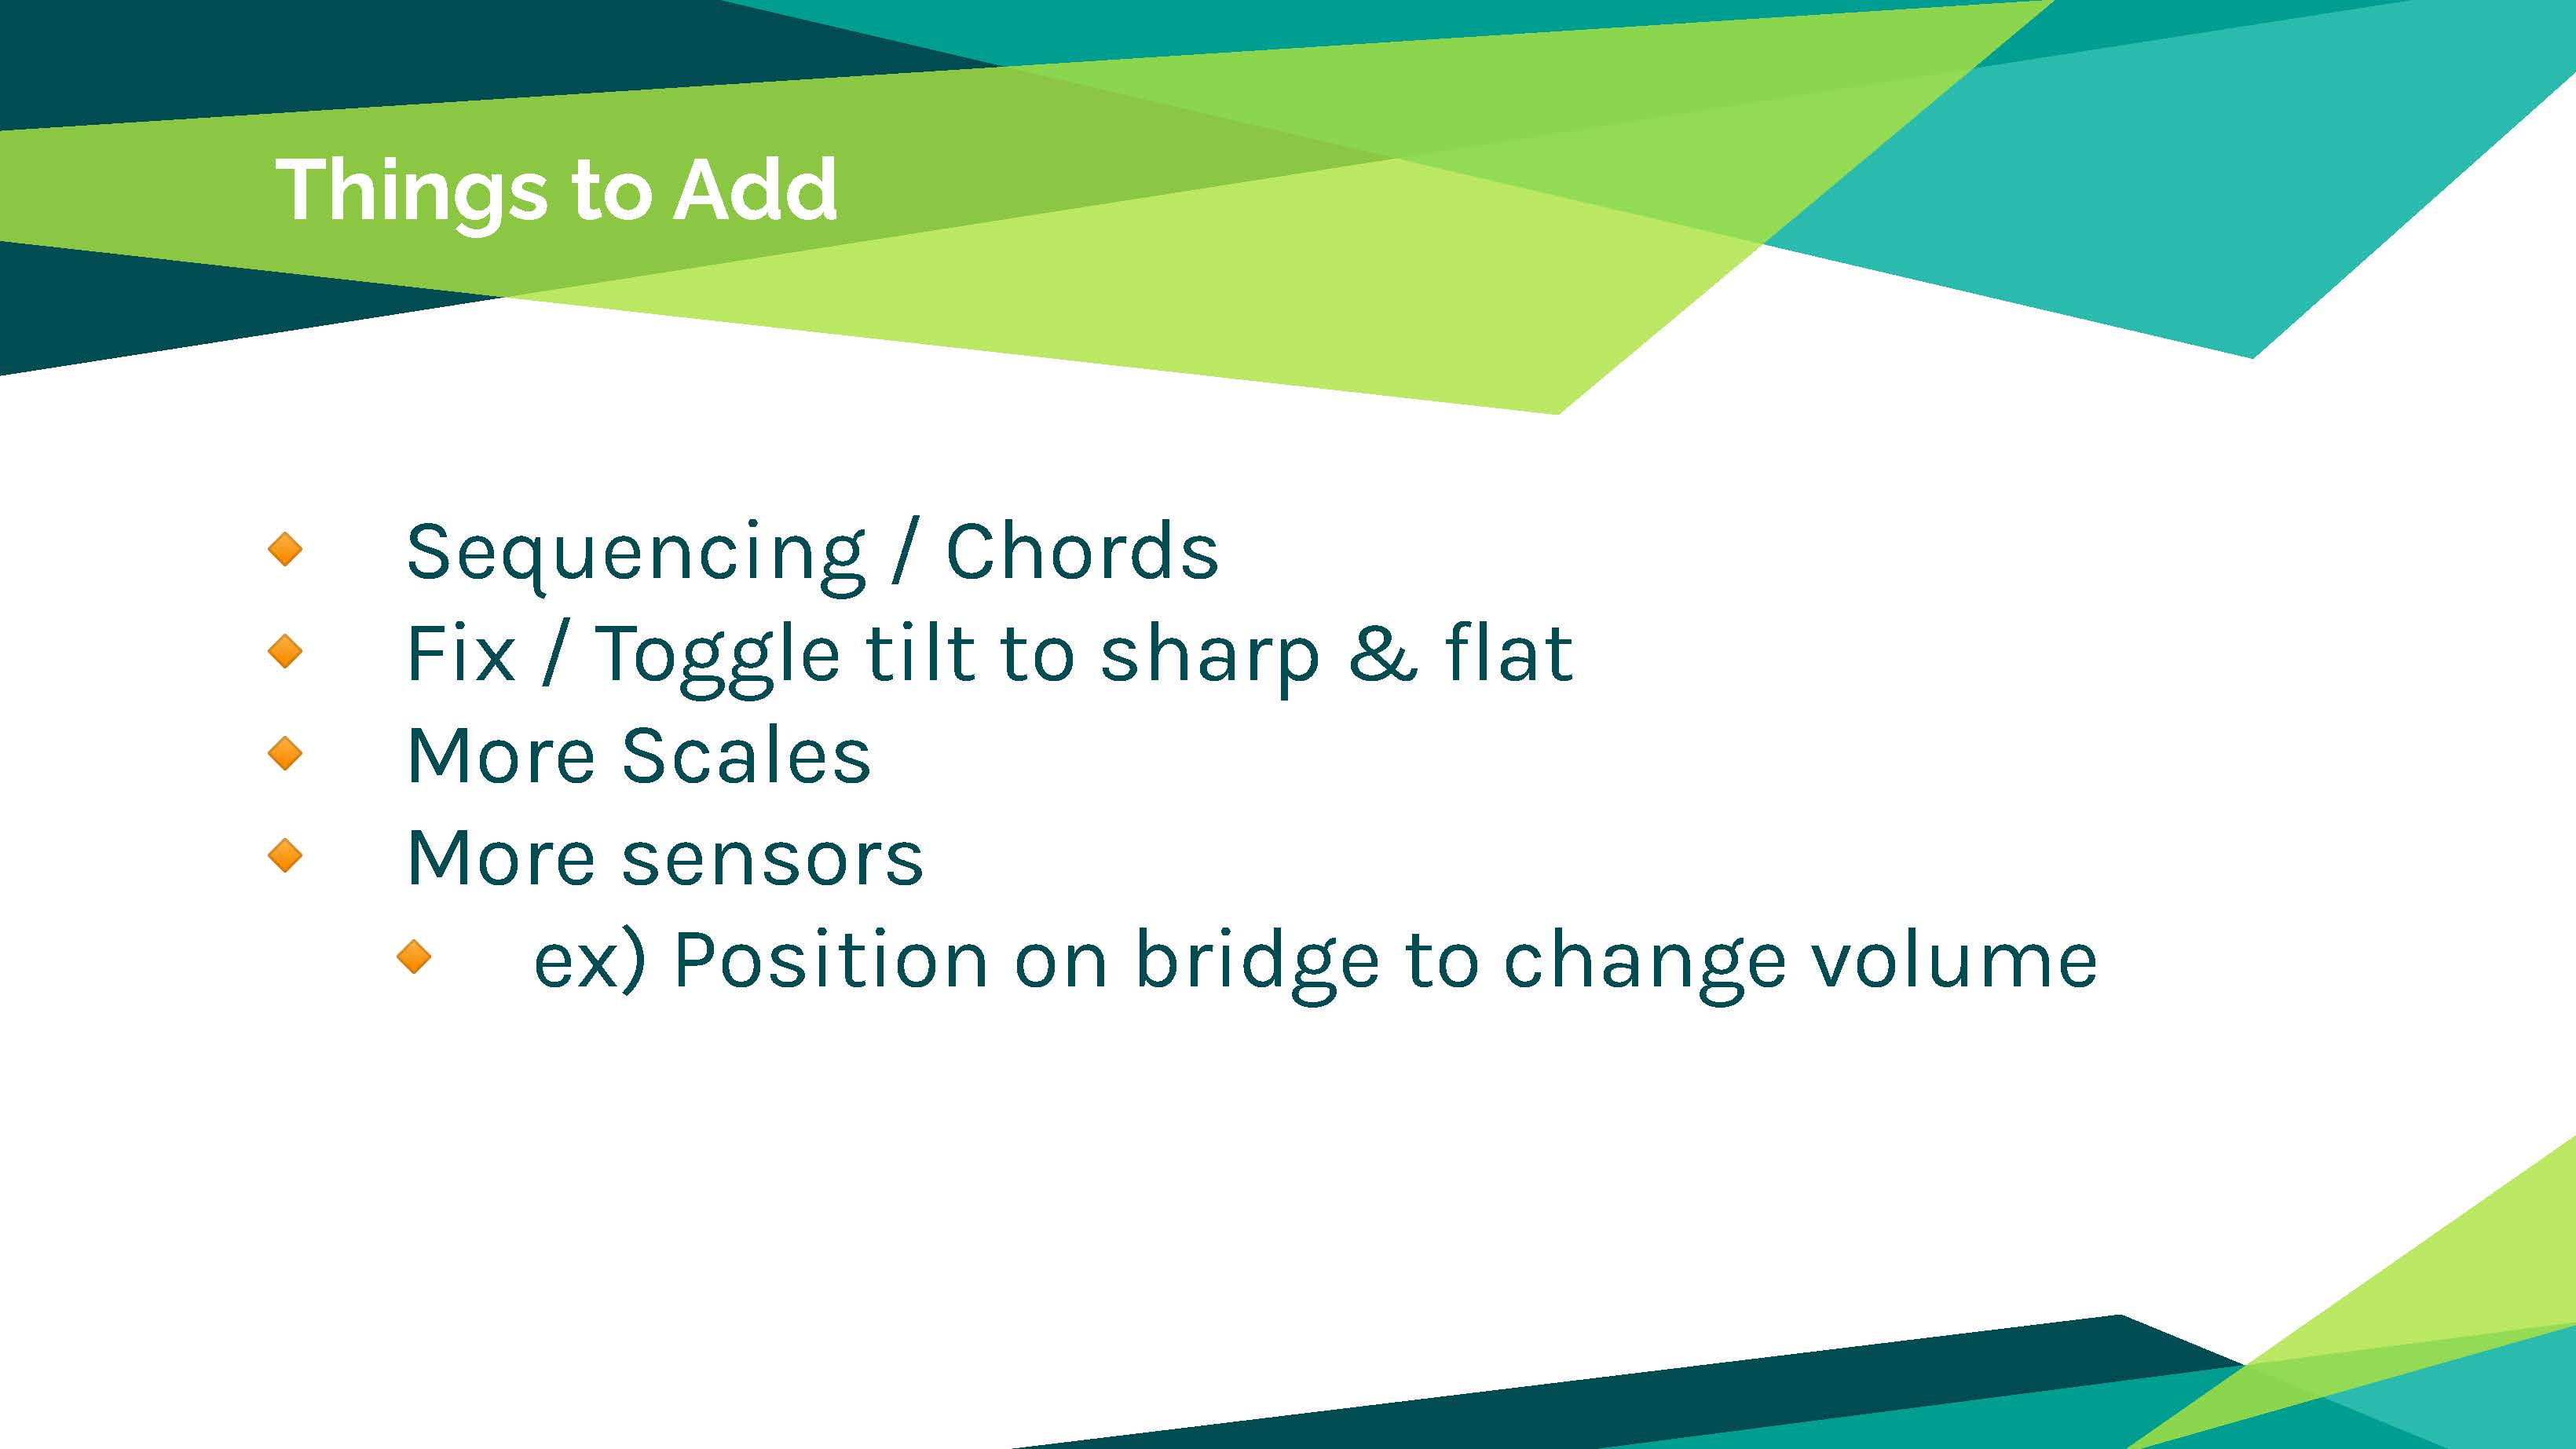 Things to Add
Sequencing / Chords
Fix / Toggle tilt to sharp & flat
More Scales
More sensors
ex) Position on bridge to change volume